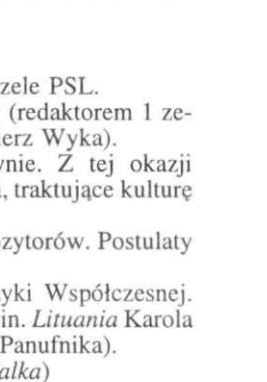 zele PSL.
(redaktorem 1 ze-
erz Wyka).
nie. Z tej okazji
, traktujące kulturę
zytorów. Postulaty
yki Współczesnej.
in. Lituania Karola
Panufnika).
alka)